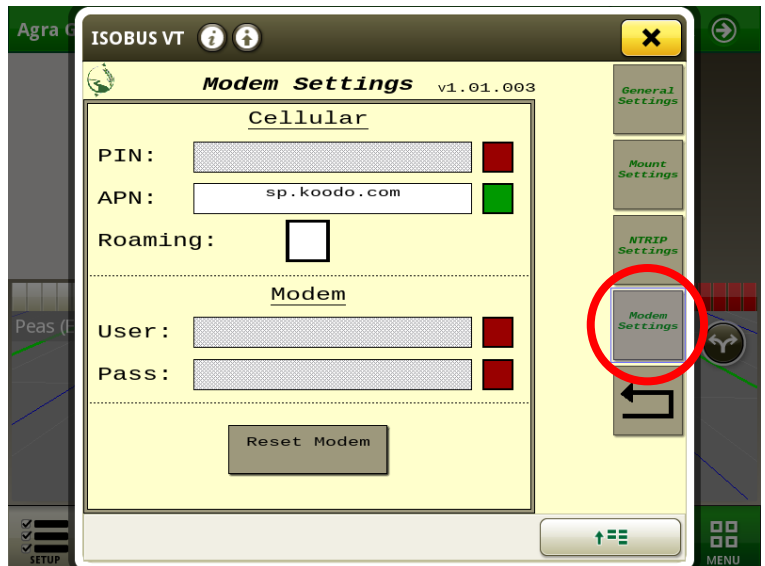 Agra G
ISOBUS VT
Modem Settings v1.01.003
Cellular
PIN:
APN: sp.koodo.com
Roaming:
Modem
User:
Pass:
Reset Modem
General
Settings
Mount
Settings
NTRIP
Settings
Modem
Settings
Peas (E
SETUP
MENU